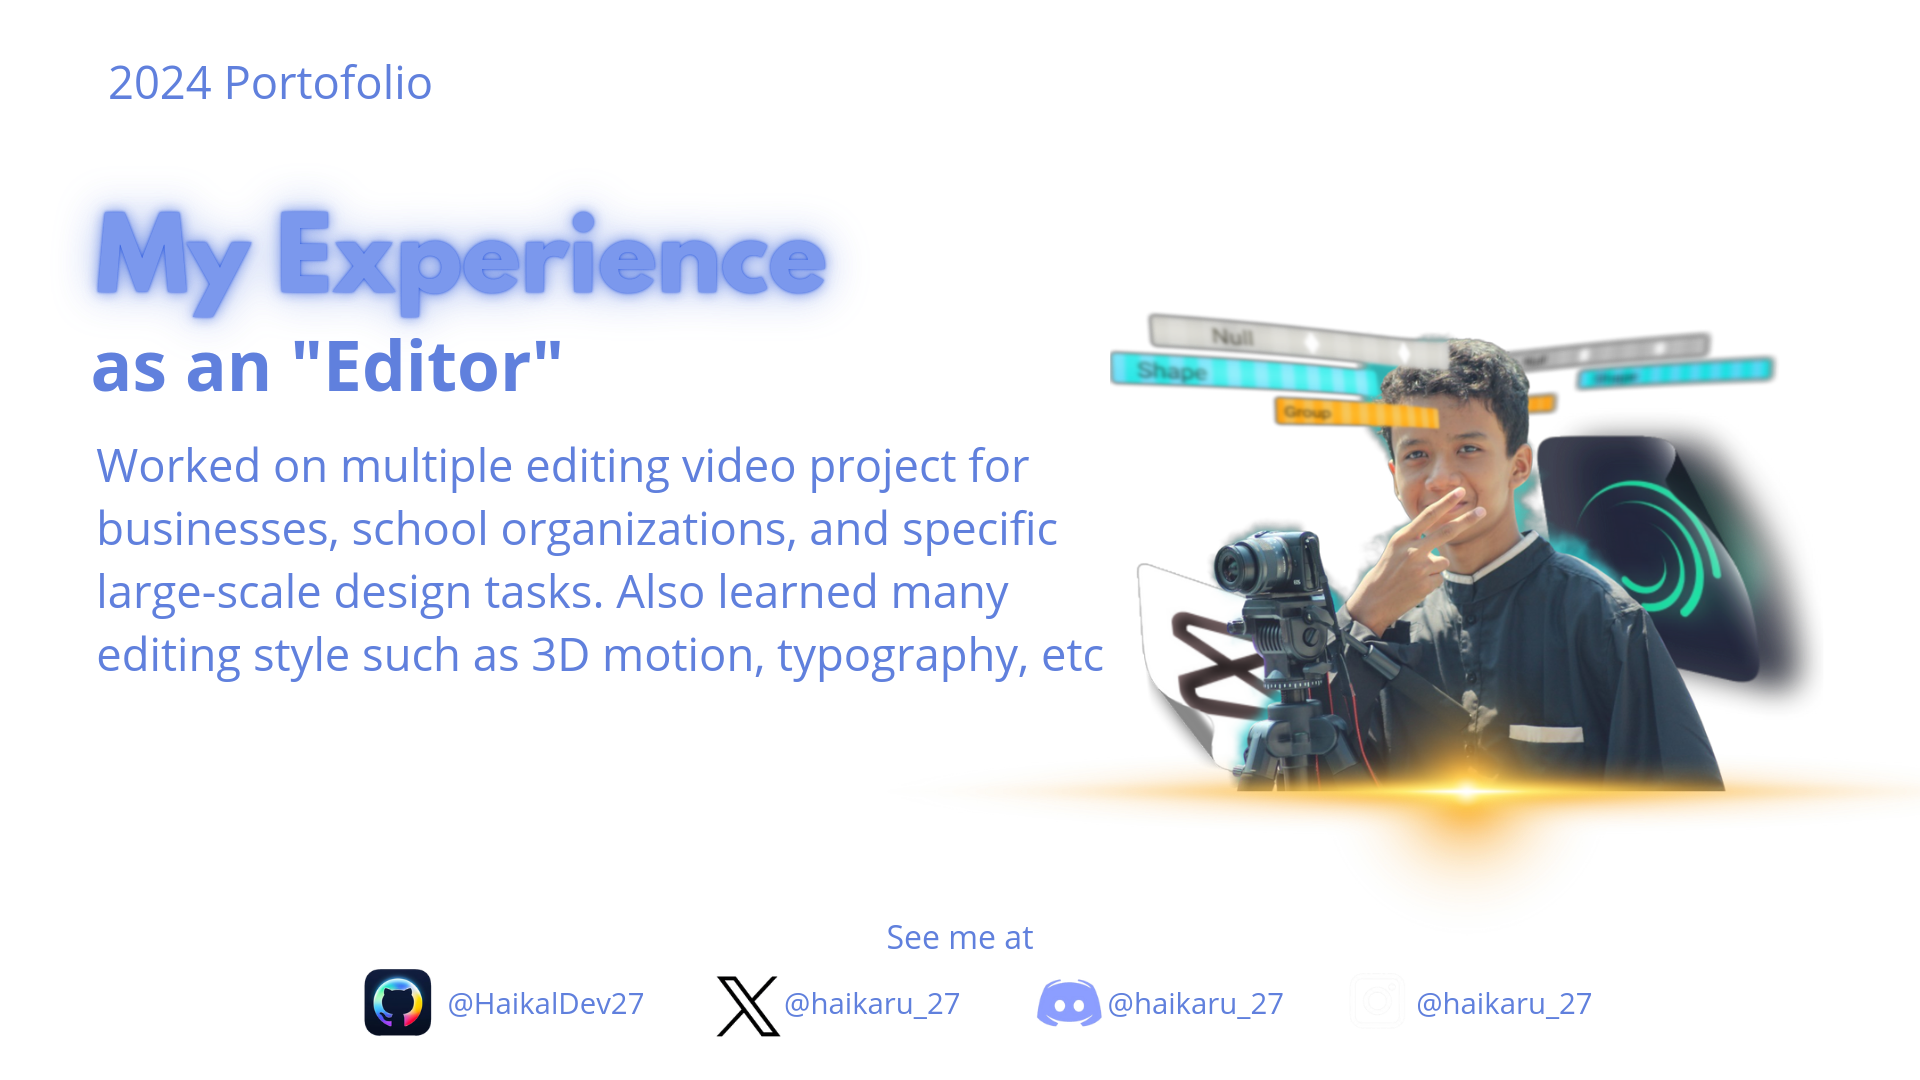 2024 Portofolio
My Experience
as an "Editor"
Worked on multiple editing video project for
businesses, school organizations, and specific
large-scale design tasks. Also learned many
editing style such as 3D motion, typography, etc
Null
Shape
Group
See me at
@HaikalDev27
@haikaru_27
@haikaru_27
@haikaru_27